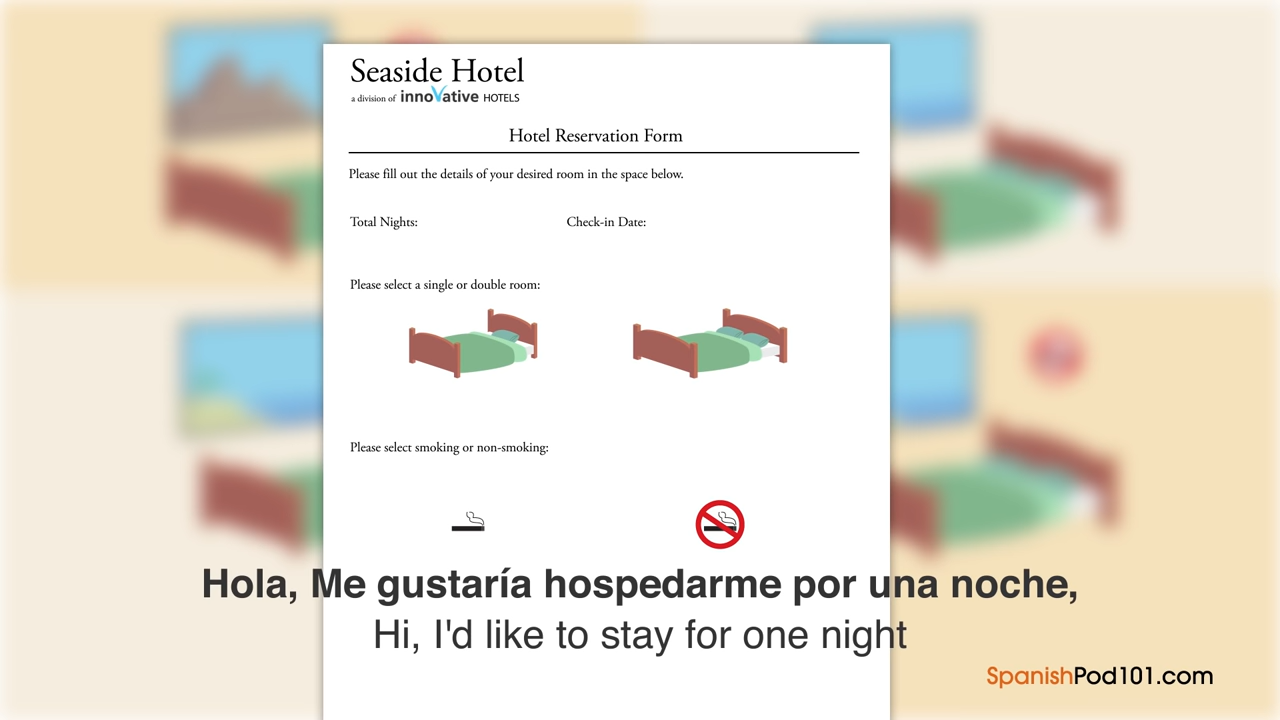 Seaside Hotel
a division of innoVative HOTELS
Hotel Reservation Form
Please fill out the details of your desired room in the space below.
Total Nights: Check-in Date:
Please select a single or double room:
Please select smoking or non-smoking:
Hola, Me gustaría hospedarme por una noche,
Hi, I'd like to stay for one night
SpanishPod101.com